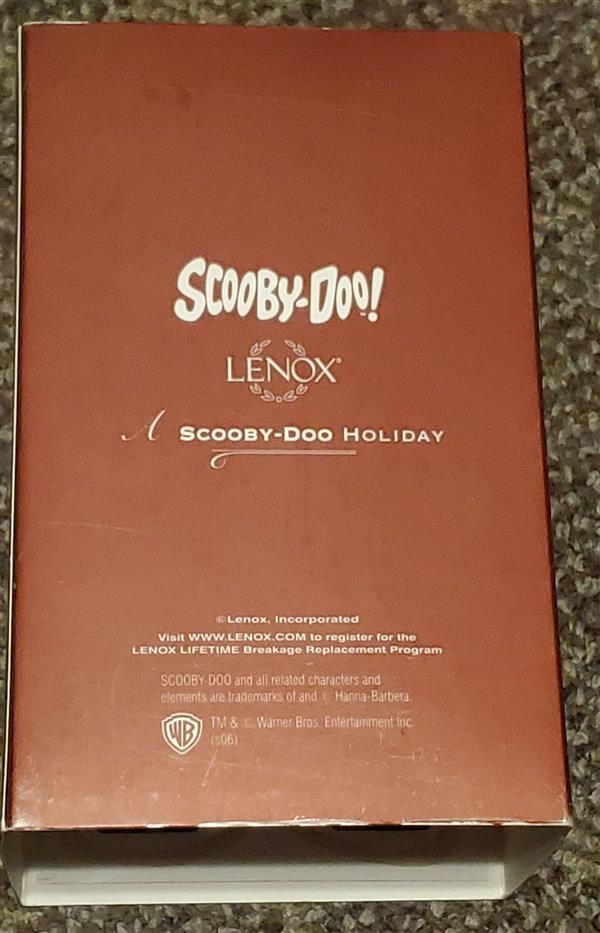 SCOOBY-DOO!
LENOX®
A SCOOBY-DOO HOLIDAY
©Lenox, Incorporated
Visit WWW.LENOX.COM to register for the
LENOX LIFETIME Breakage Replacement Program
SCOOBY-DOO and all related characters and
elements are trademarks of and © Hanna-Barbera.
WB TM & © Warner Bros. Entertainment Inc.
(s06)